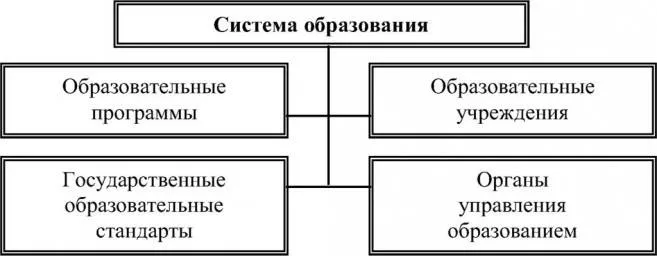 Система образования
Образовательные
программы
Образовательные
учреждения
Государственные
образовательные
стандарты
Органы
управления
образованием